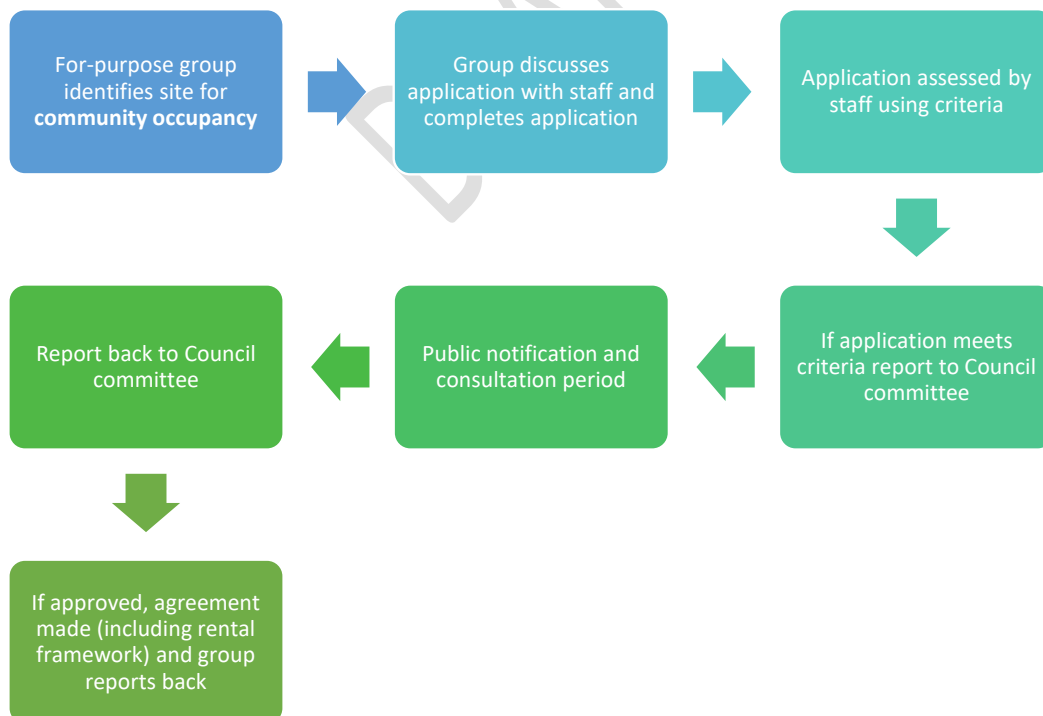 For-purpose group
identifies site for
community occupancy
Group discusses
application with staff and
completes application
Application assessed by
staff using criteria
If application meets
criteria report to Council
committee
Public notification and
consultation period
Report back to Council
committee
If approved, agreement
made (including rental
framework) and group
reports back